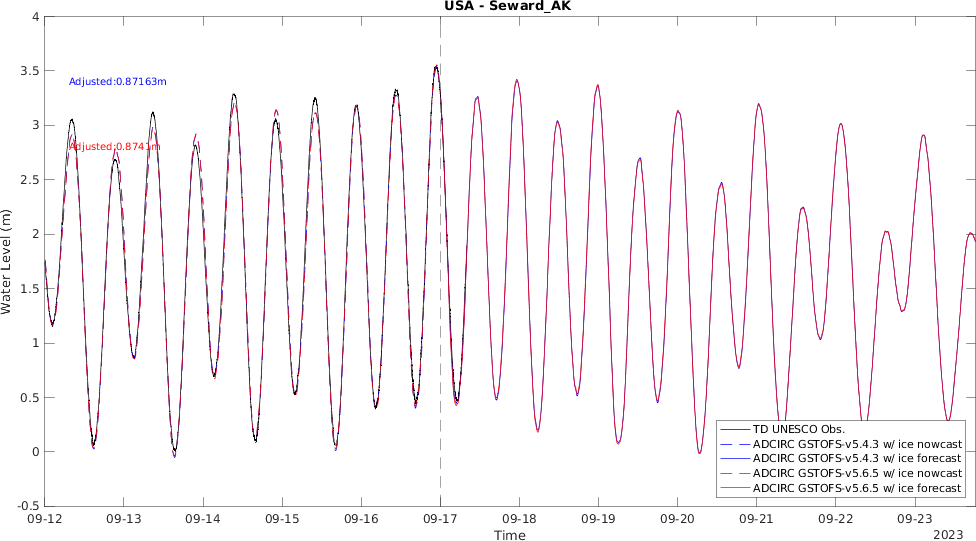 USA - Seward_AK
4
3.5
3
2.5
2
1.5
1
0.5
0
-0.5
Water Level (m)
Adjusted:0.87163m
Adjusted:0.8741m
TD UNESCO Obs.
ADCIRC GSTOFS-v5.4.3 w/ ice nowcast
ADCIRC GSTOFS-v5.4.3 w/ ice forecast
ADCIRC GSTOFS-v5.6.5 w/ ice nowcast
ADCIRC GSTOFS-v5.6.5 w/ ice forecast
09-12 09-13 09-14 09-15 09-16 09-17 09-18 09-19 09-20 09-21 09-22 09-23
Time
2023